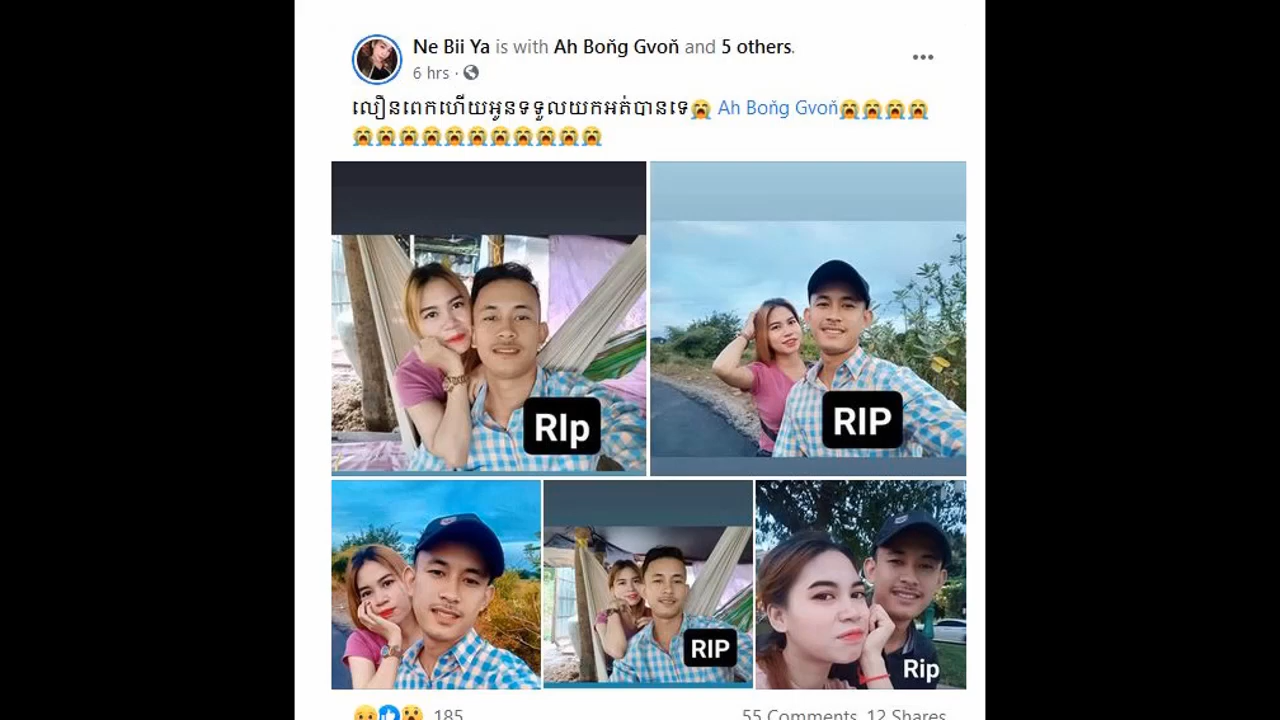 Ne Bii Ya is with Ah Boňg Gvoň and 5 others.
6 hrs ·
លឿនពេកហើយអូនទទួលយកអត់បានទេ😭 Ah Boňg Gvoň😭😭😭😭
😭😭😭😭😭😭😭😭😭😭😭
RIp
RIP
RIP
Rip
185
55 Comments 12 Shares